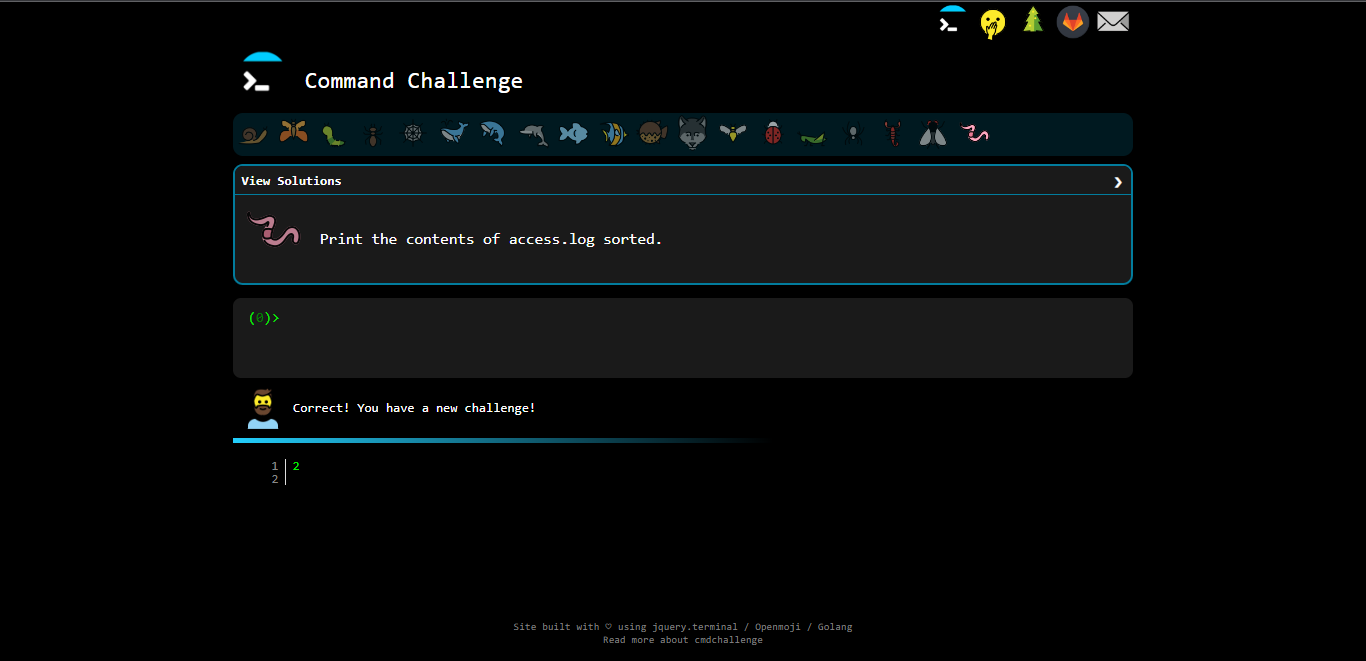 Command Challenge
View Solutions
Print the contents of access.log sorted.
(0)>
Correct! You have a new challenge!
1 2
2
Site built with ♡ using jquery.terminal / Openmoji / Golang
Read more about cmdchallenge